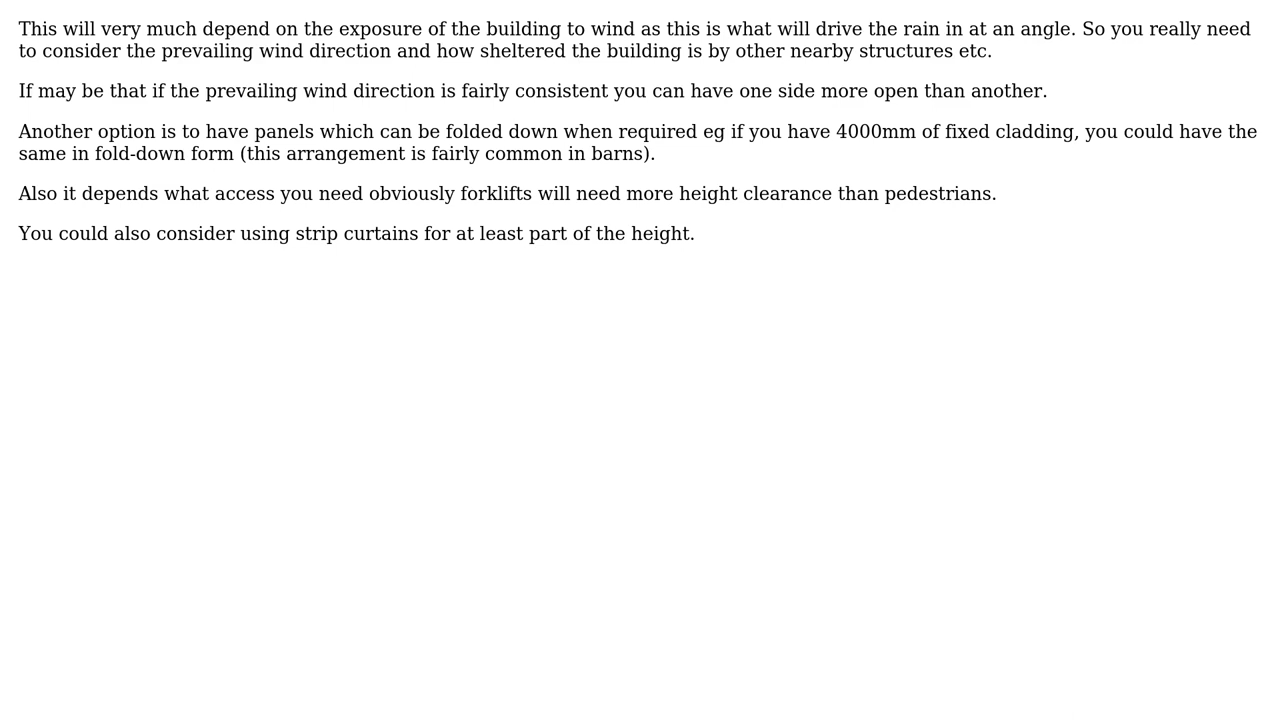 This will very much depend on the exposure of the building to wind as this is what will drive the rain in at an angle. So you really need
to consider the prevailing wind direction and how sheltered the building is by other nearby structures etc.
If may be that if the prevailing wind direction is fairly consistent you can have one side more open than another.
Another option is to have panels which can be folded down when required eg if you have 4000mm of fixed cladding, you could have the
same in fold-down form (this arrangement is fairly common in barns).
Also it depends what access you need obviously forklifts will need more height clearance than pedestrians.
You could also consider using strip curtains for at least part of the height.